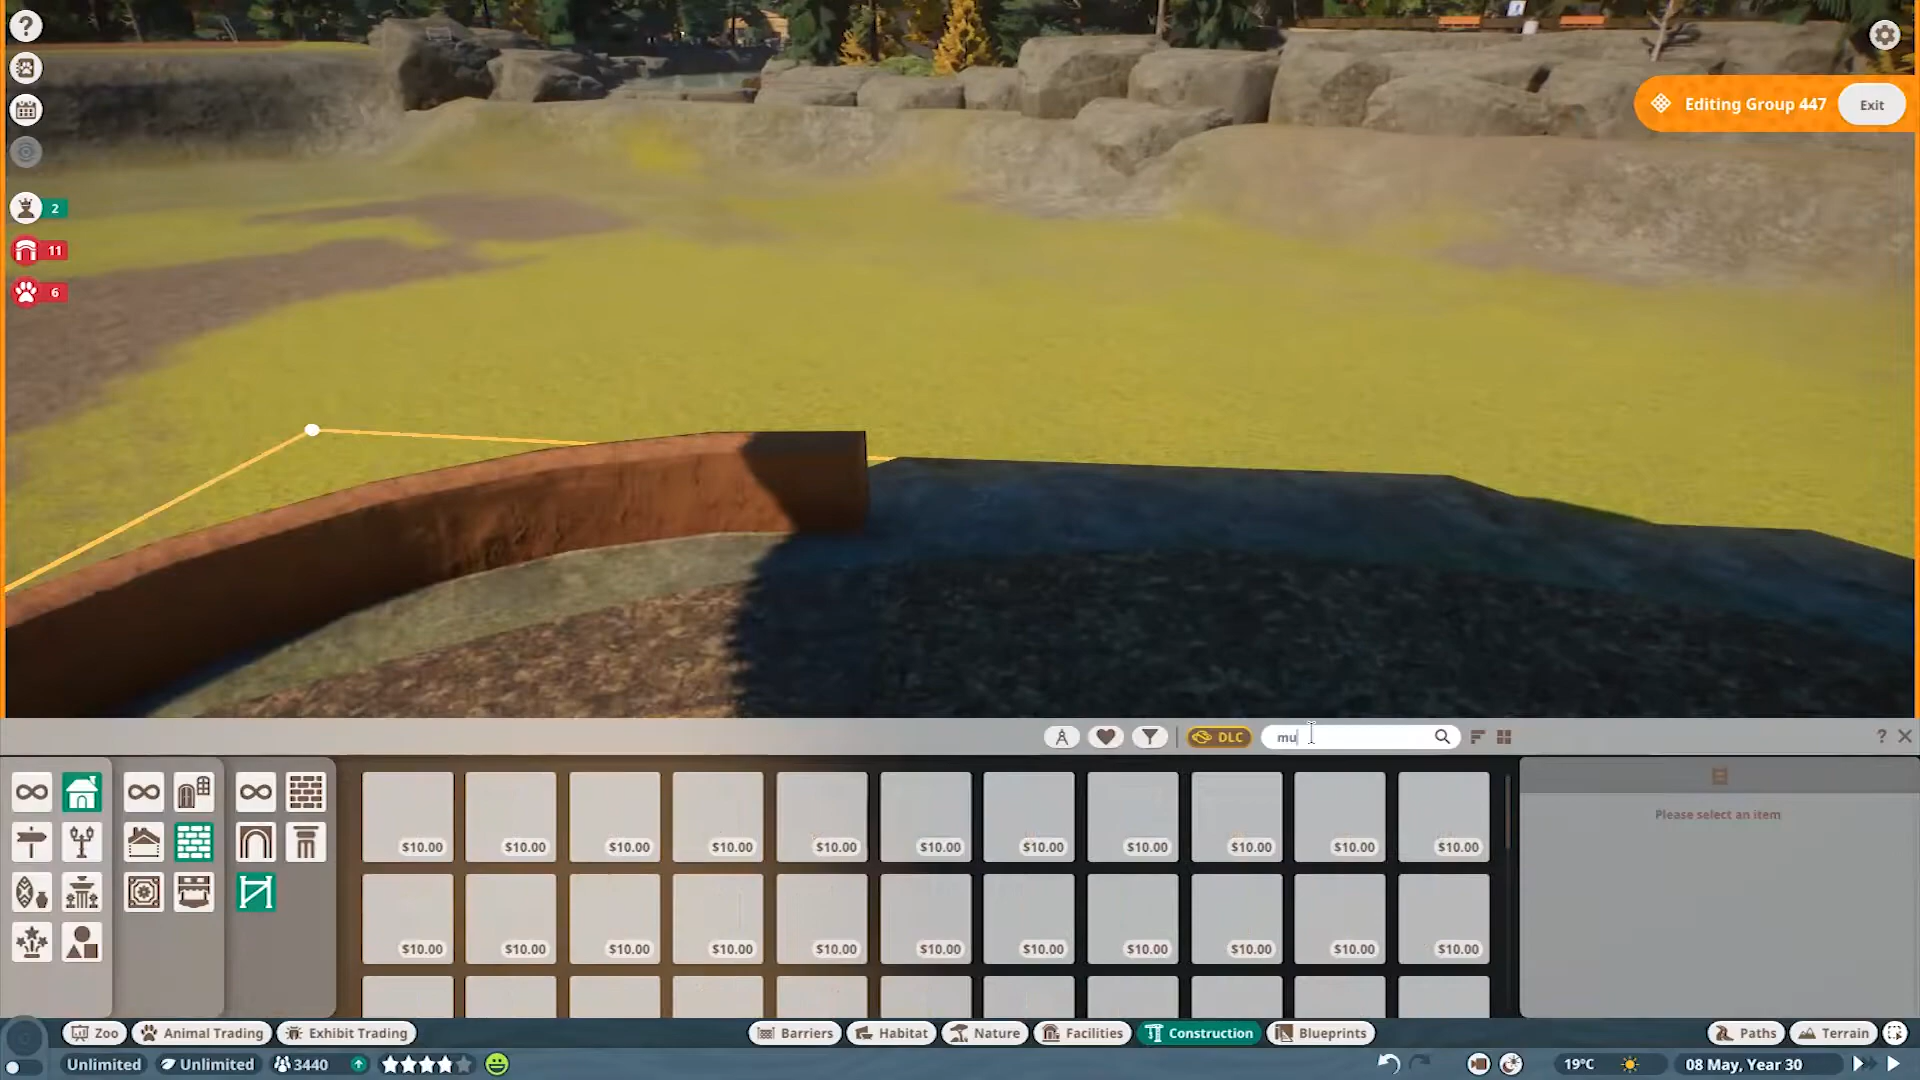 ?
Editing Group 447 Exit
2
11
6
DLC mu ?
$10.00 $10.00 $10.00 $10.00 $10.00 $10.00 $10.00 $10.00 $10.00 $10.00 $10.00
Please select an item
$10.00 $10.00 $10.00 $10.00 $10.00 $10.00 $10.00 $10.00 $10.00 $10.00 $10.00
Zoo Animal Trading Exhibit Trading Barriers Habitat Nature Facilities Construction Blueprints Paths Terrain
Unlimited Unlimited 3440 19°C 08 May, Year 30